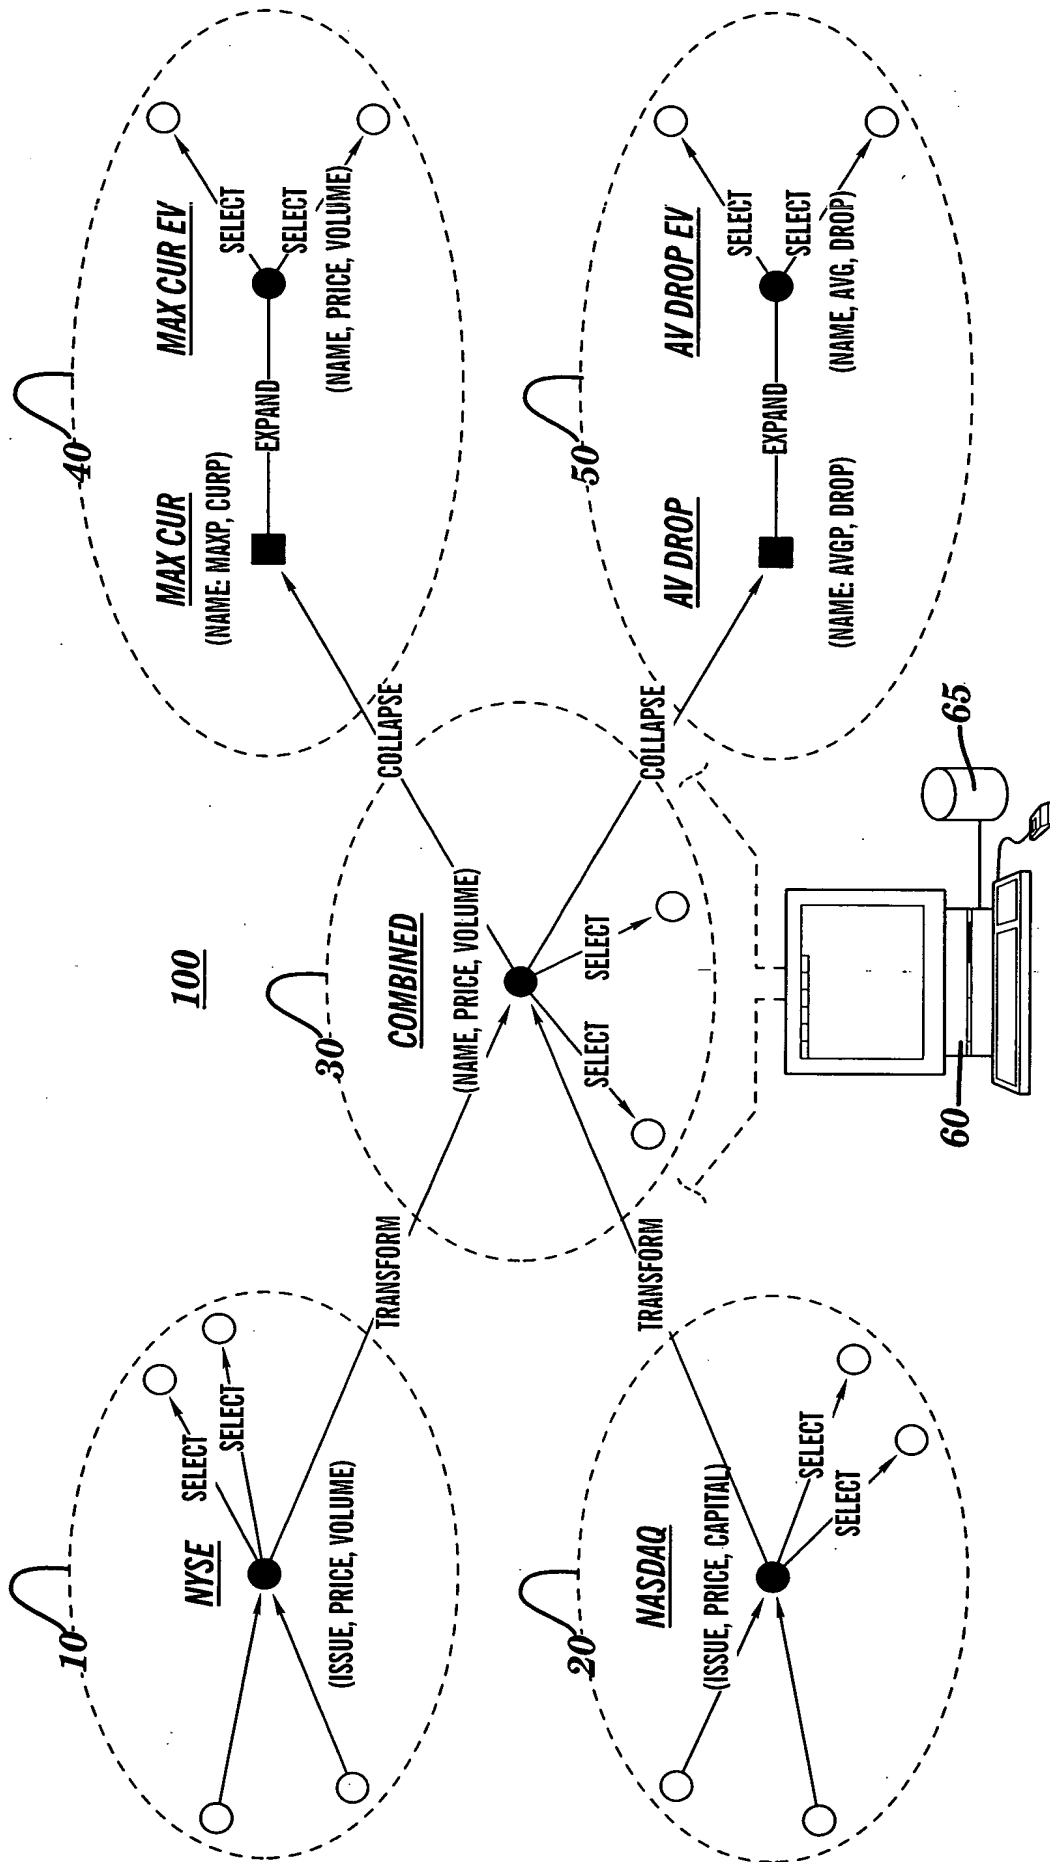 100
10
NYSE
SELECT
SELECT
(ISSUE, PRICE, VOLUME)
TRANSFORM
20
NASDAQ
(ISSUE, PRICE, CAPITAL)
SELECT
SELECT
TRANSFORM
30
COMBINED
(NAME, PRICE, VOLUME)
SELECT
SELECT
COLLAPSE
COLLAPSE
40
MAX CUR
(NAME: MAXP, CURP)
EXPAND
MAX CUR EV
SELECT
SELECT
(NAME, PRICE, VOLUME)
50
AV DROP
(NAME: AVGP, DROP)
EXPAND
AV DROP EV
SELECT
SELECT
(NAME, AVG, DROP)
60
65